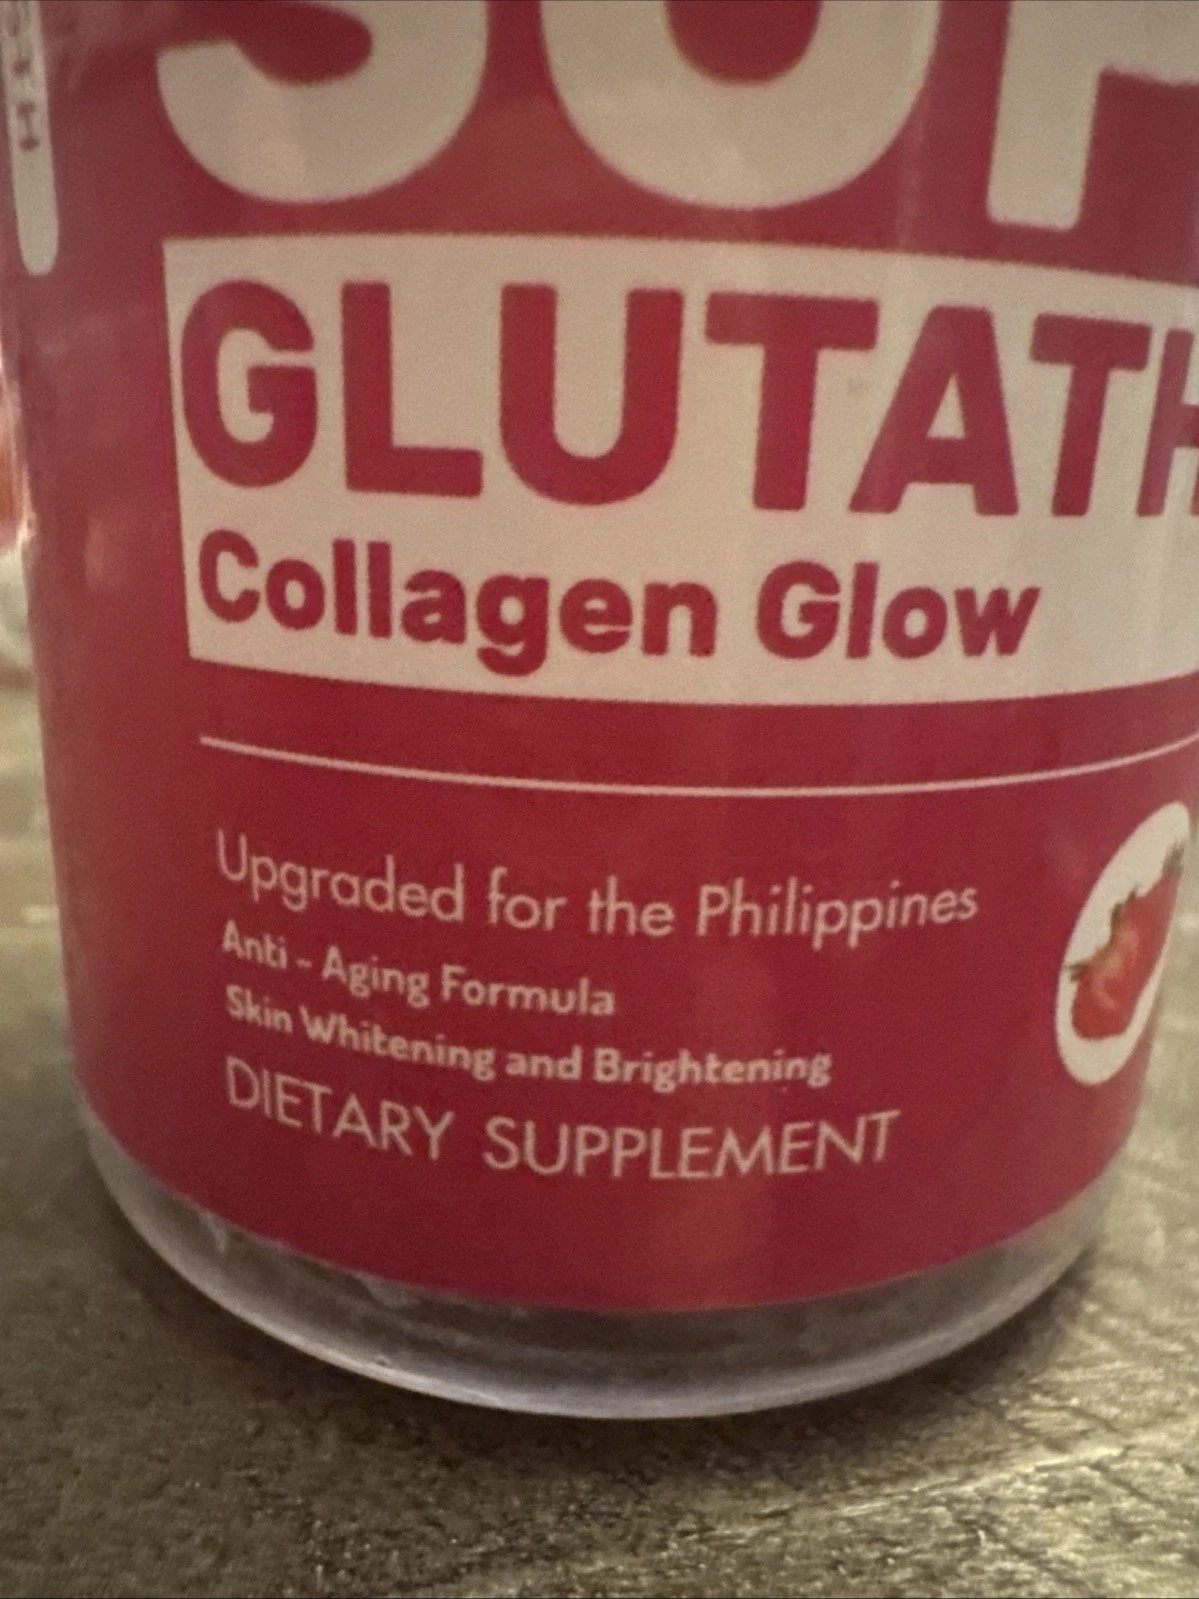 GLUTATH
Collagen Glow
Upgraded for the Philippines
Anti - Aging Formula
Skin Whitening and Brightening
DIETARY SUPPLEMENT